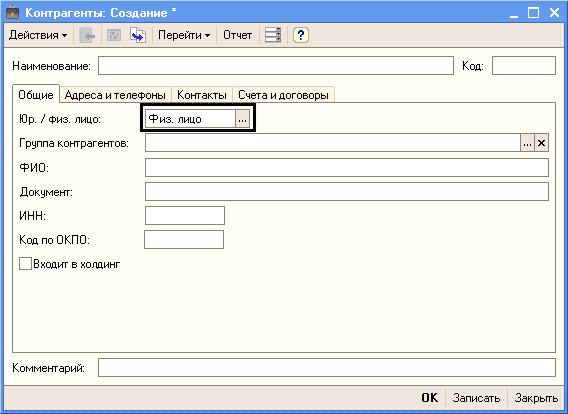 Контрагенты: Создание *
Действия Перейти Отчет ?
Наименование: Код:
Общие Адреса и телефоны Контакты Счета и договоры
Юр. / физ. лицо: Физ. лицо ...
Группа контрагентов: ... x
ФИО:
Документ:
ИНН:
Код по ОКПО:
Входит в холдинг
Комментарий:
OK Записать Закрыть